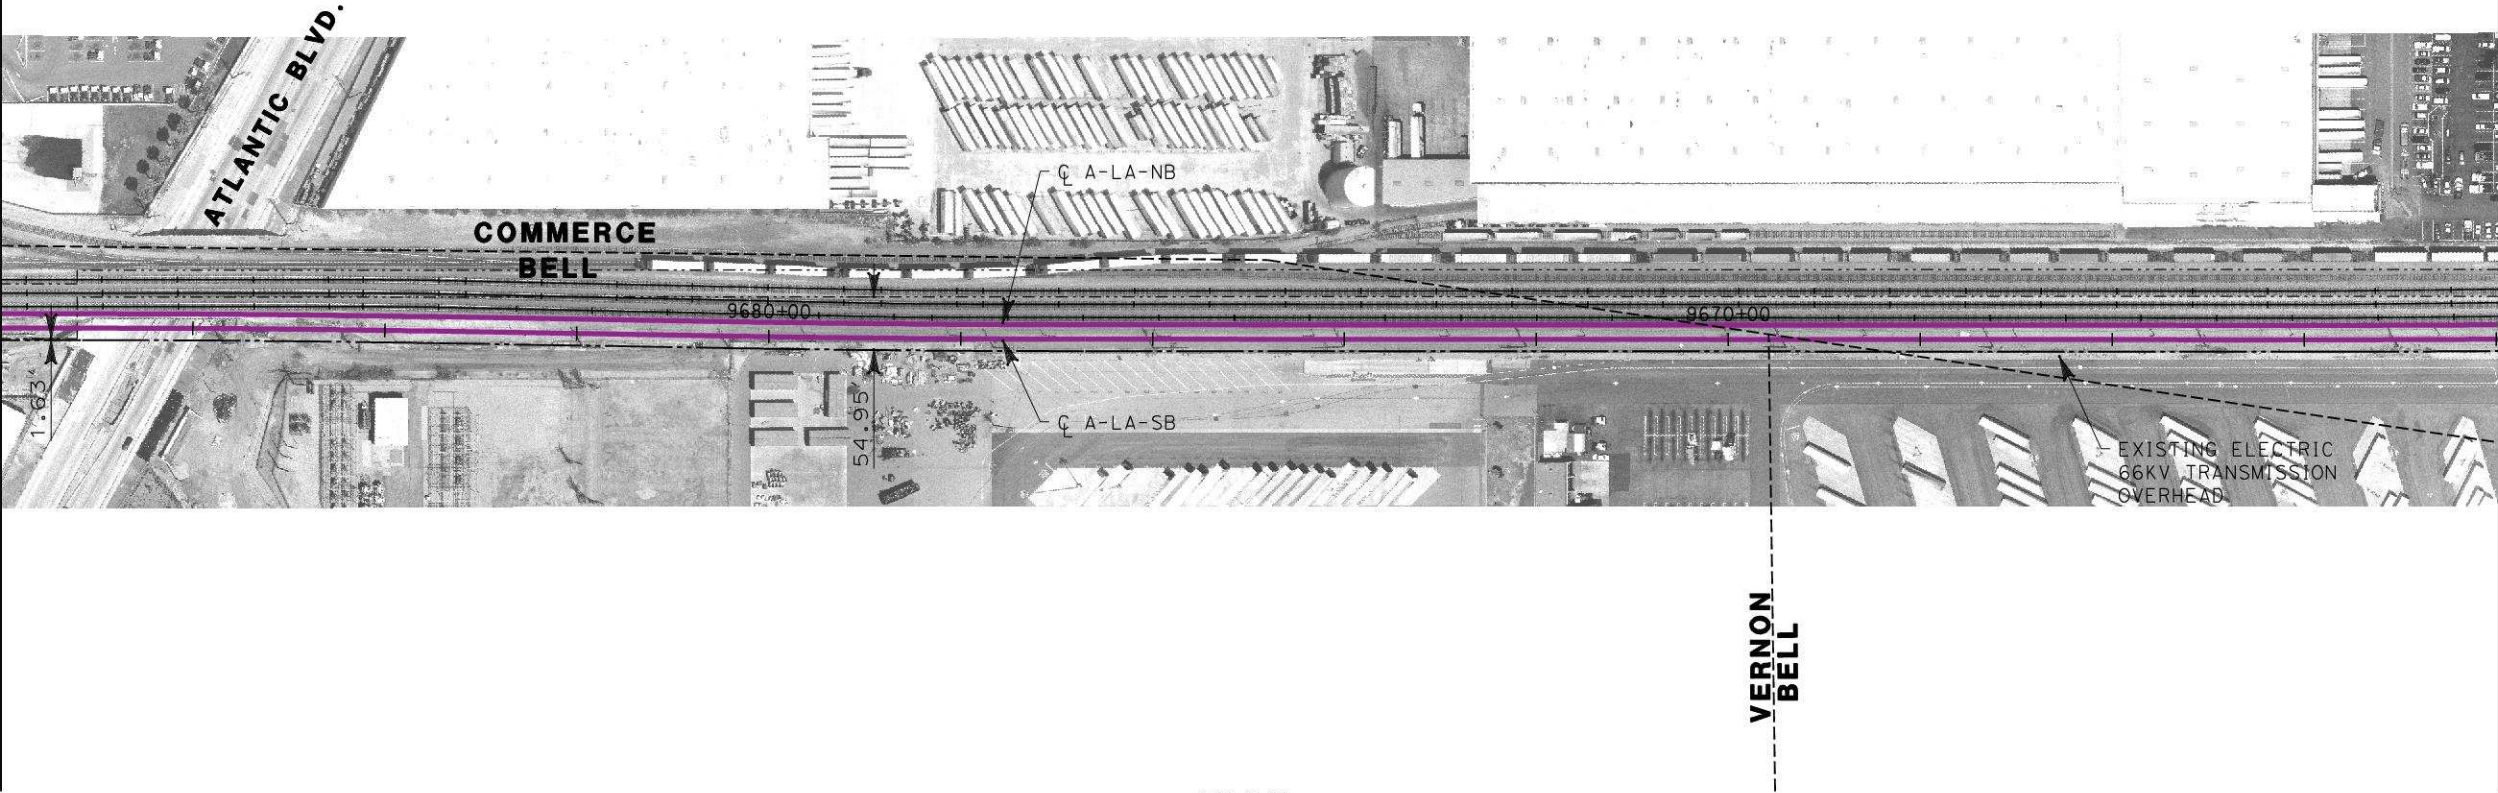 ATLANTIC BLVD.
COMMERCE
BELL
℄ A-LA-NB
9680+00
9670+00
1.63'
54.95'
℄ A-LA-SB
EXISTING ELECTRIC
66KV TRANSMISSION
OVERHEAD
VERNON
BELL